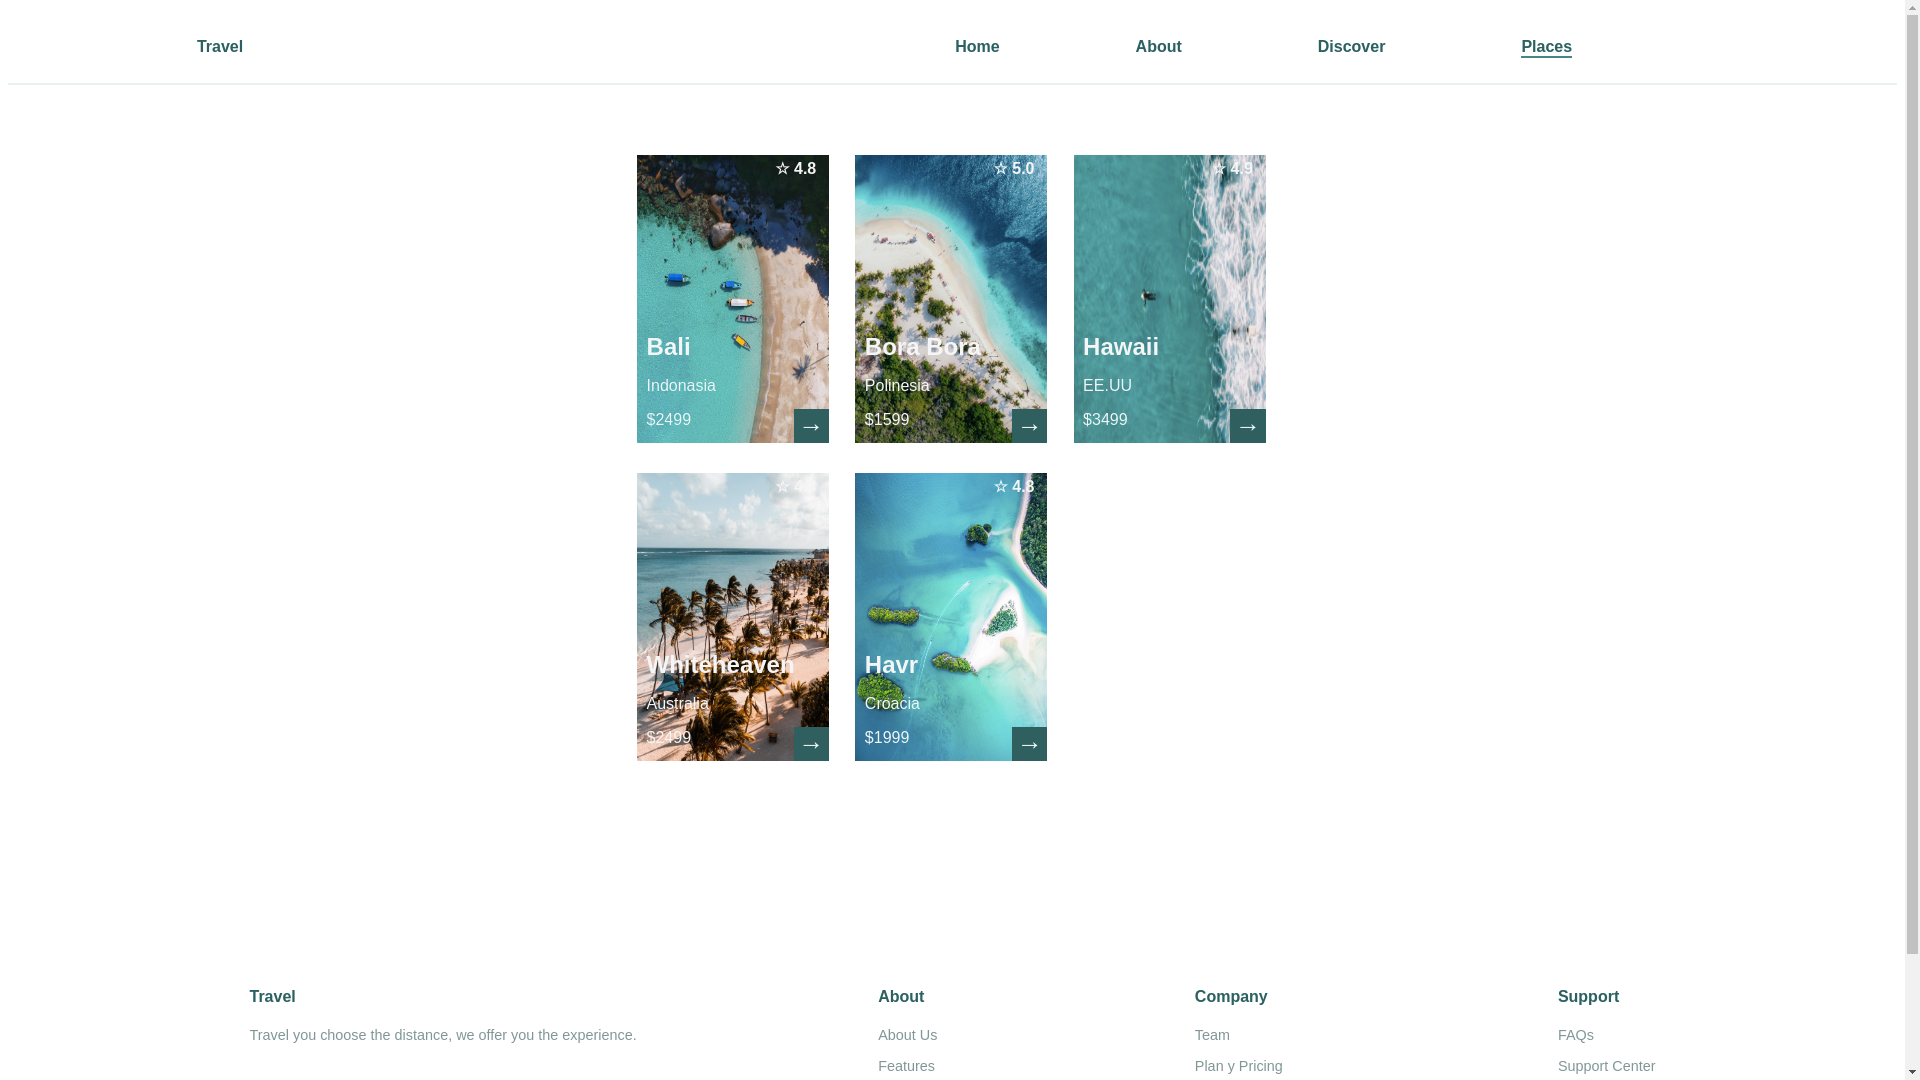 Travel
Home
About
Discover
Places
☆ 4.8
Bali
Indonasia
$2499
→
☆ 5.0
Bora Bora
Polinesia
$1599
→
☆ 4.9
Hawaii
EE.UU
$3499
→
☆
Whiteheaven
Australia
$2499
→
☆ 4.8
Havr
Croacia
$1999
→
Travel
Travel you choose the distance, we offer you the experience.
About
About Us
Features
Company
Team
Plan y Pricing
Support
FAQs
Support Center